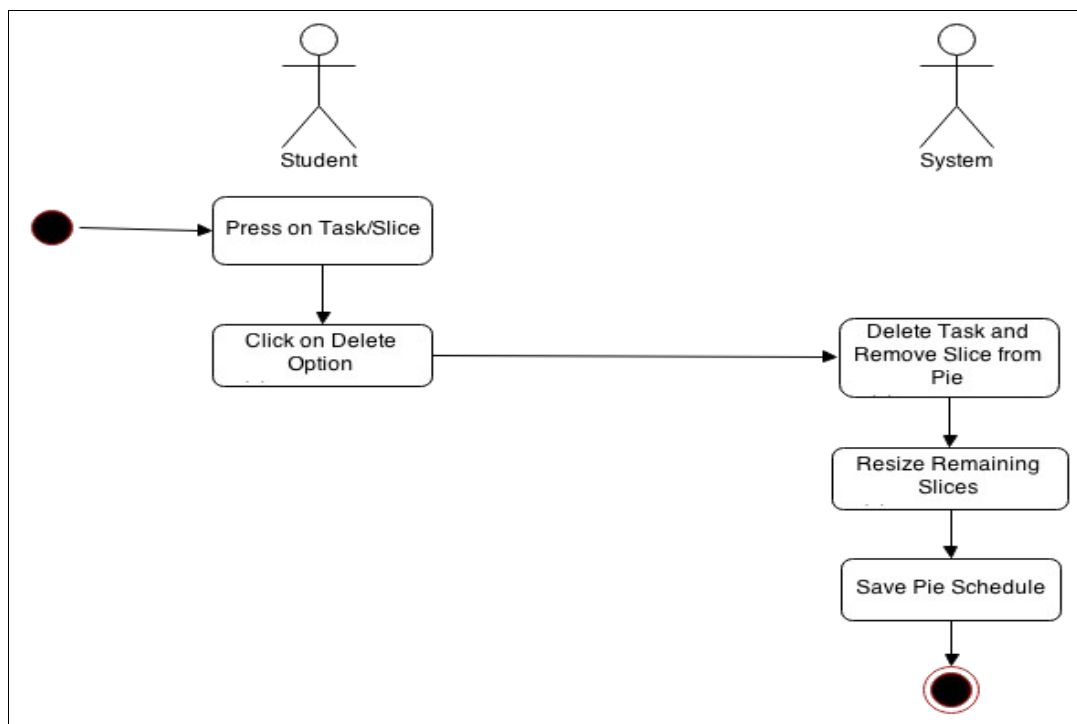 Student
System
Press on Task/Slice
Click on Delete
Option
Delete Task and
Remove Slice from
Pie
Resize Remaining
Slices
Save Pie Schedule